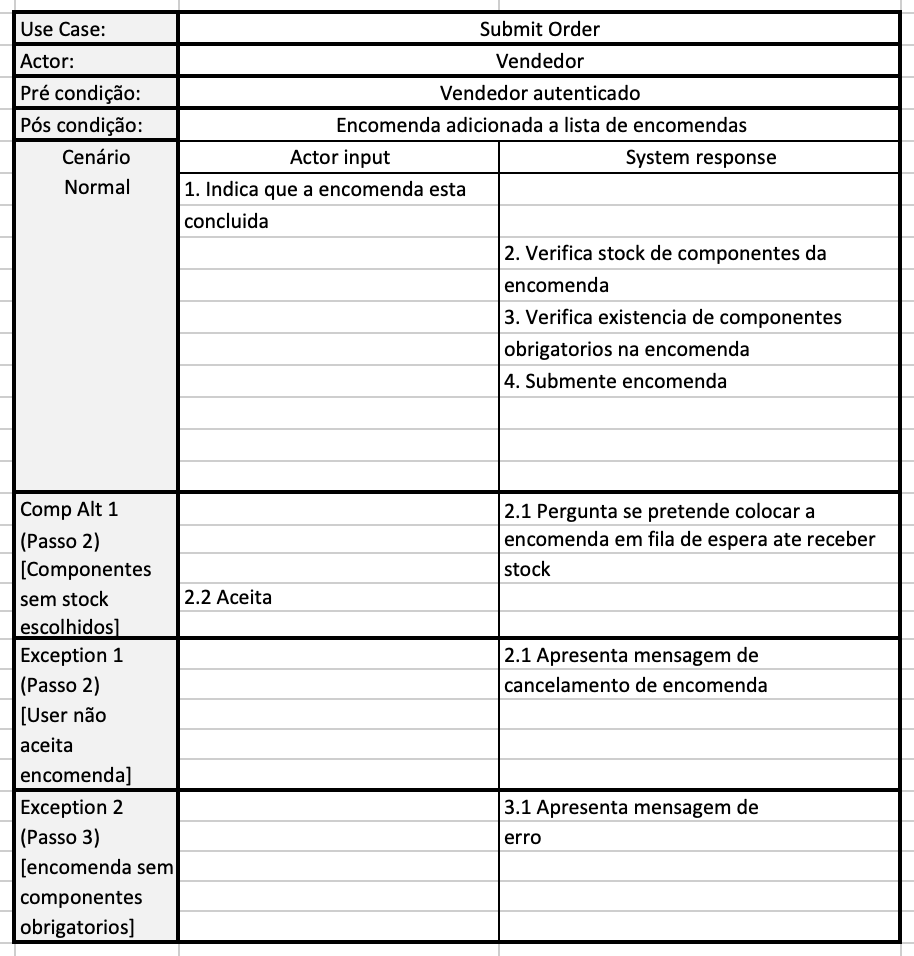 Use Case: Submit Order
Actor: Vendedor
Pré condição: Vendedor autenticado
Pós condição: Encomenda adicionada a lista de encomendas
Cenário Actor input System response
Normal 1. Indica que a encomenda esta
concluida
2. Verifica stock de componentes da
encomenda
3. Verifica existencia de componentes
obrigatorios na encomenda
4. Submente encomenda
Comp Alt 1 2.1 Pergunta se pretende colocar a
(Passo 2) encomenda em fila de espera ate receber
[Componentes stock
sem stock 2.2 Aceita
escolhidos]
Exception 1 2.1 Apresenta mensagem de
(Passo 2) cancelamento de encomenda
[User não
aceita
encomenda]
Exception 2 3.1 Apresenta mensagem de
(Passo 3) erro
[encomenda sem
componentes
obrigatorios]